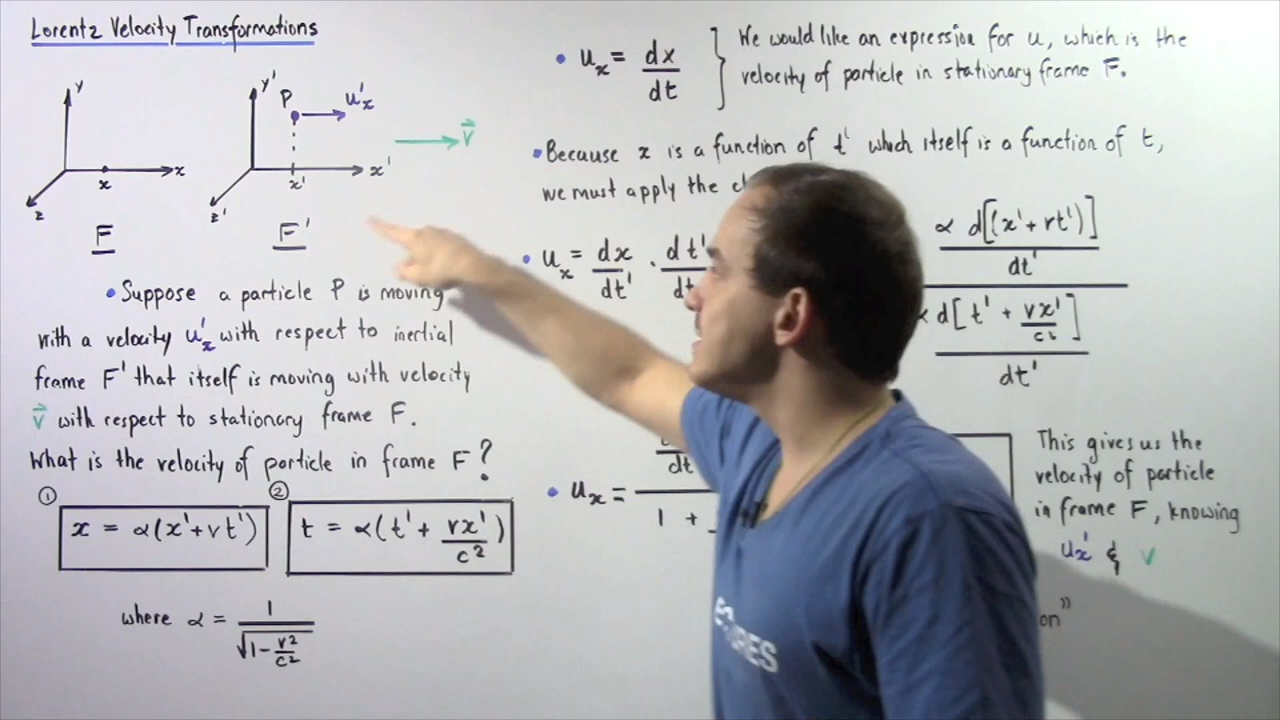 Lorentz Velocity Transformations
y
x
z
x
F
y'
P
u'x
x'
x'
z'
F'
v⃗
• Suppose a particle P is moving
with a velocity u'x with respect to inertial
frame F' that itself is moving with velocity
v⃗ with respect to stationary frame F.
What is the velocity of particle in frame F?
① x = α(x'+vt')
② t = α(t' + vx'/c²)
where α = 1/√(1-v²/c²)
• ux = dx/dt } We would like an expression for u, which is the
velocity of particle in stationary frame F.
• Because x is a function of t' which itself is a function of t,
we must apply the
• ux = dx/dt' · dt'/
α d[(x'+vt')]/dt'
d[t' + vx'/c²]/dt'
• ux =
1 +
This gives us the
velocity of particle
in frame F, knowing
ux' & v
on"